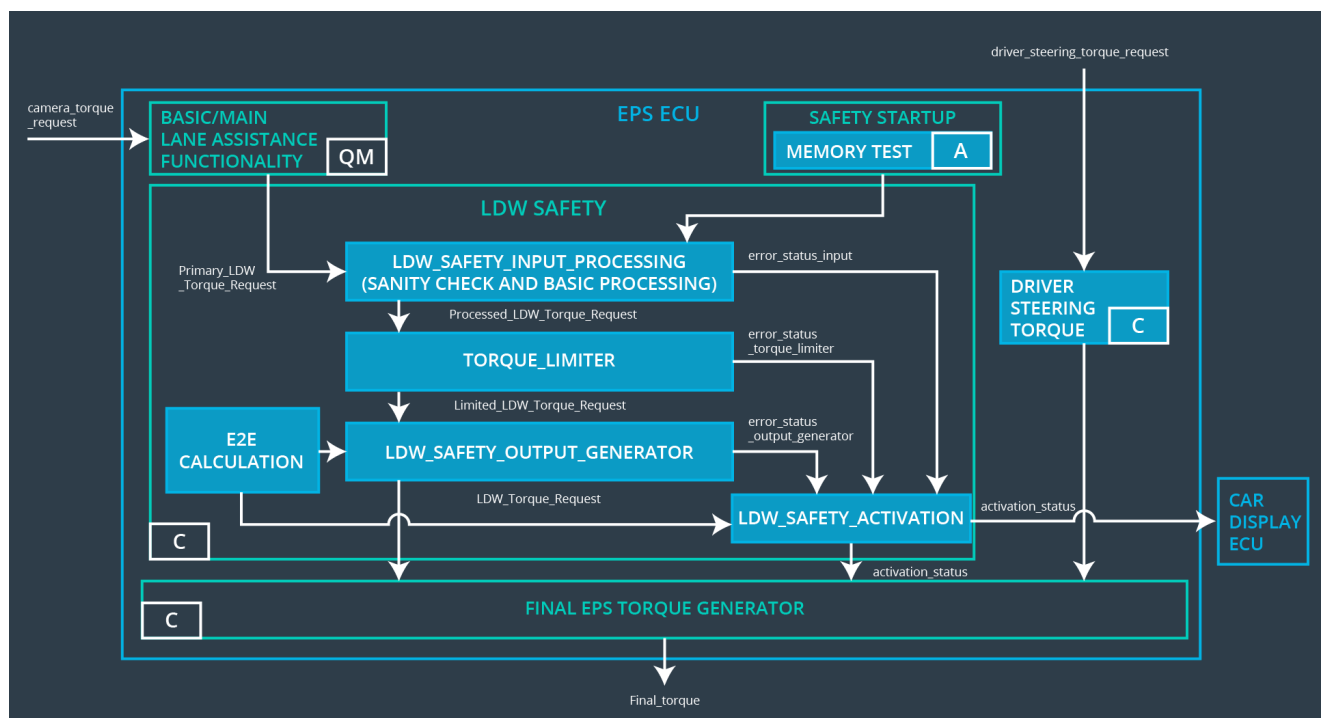 driver_steering_torque_request
camera_torque
_request
EPS ECU
BASIC/MAIN
LANE ASSISTANCE
FUNCTIONALITY
QM
SAFETY STARTUP
MEMORY TEST
A
LDW SAFETY
LDW_SAFETY_INPUT_PROCESSING
(SANITY CHECK AND BASIC PROCESSING)
error_status_input
Primary_LDW
_Torque_Request
DRIVER
STEERING
TORQUE
C
Processed_LDW_Torque_Request
TORQUE_LIMITER
error_status
_torque_limiter
Limited_LDW_Torque_Request
E2E
CALCULATION
LDW_SAFETY_OUTPUT_GENERATOR
error_status
_output_generator
LDW_Torque_Request
LDW_SAFETY_ACTIVATION
activation_status
CAR
DISPLAY
ECU
C
activation_status
FINAL EPS TORQUE GENERATOR
C
Final_torque